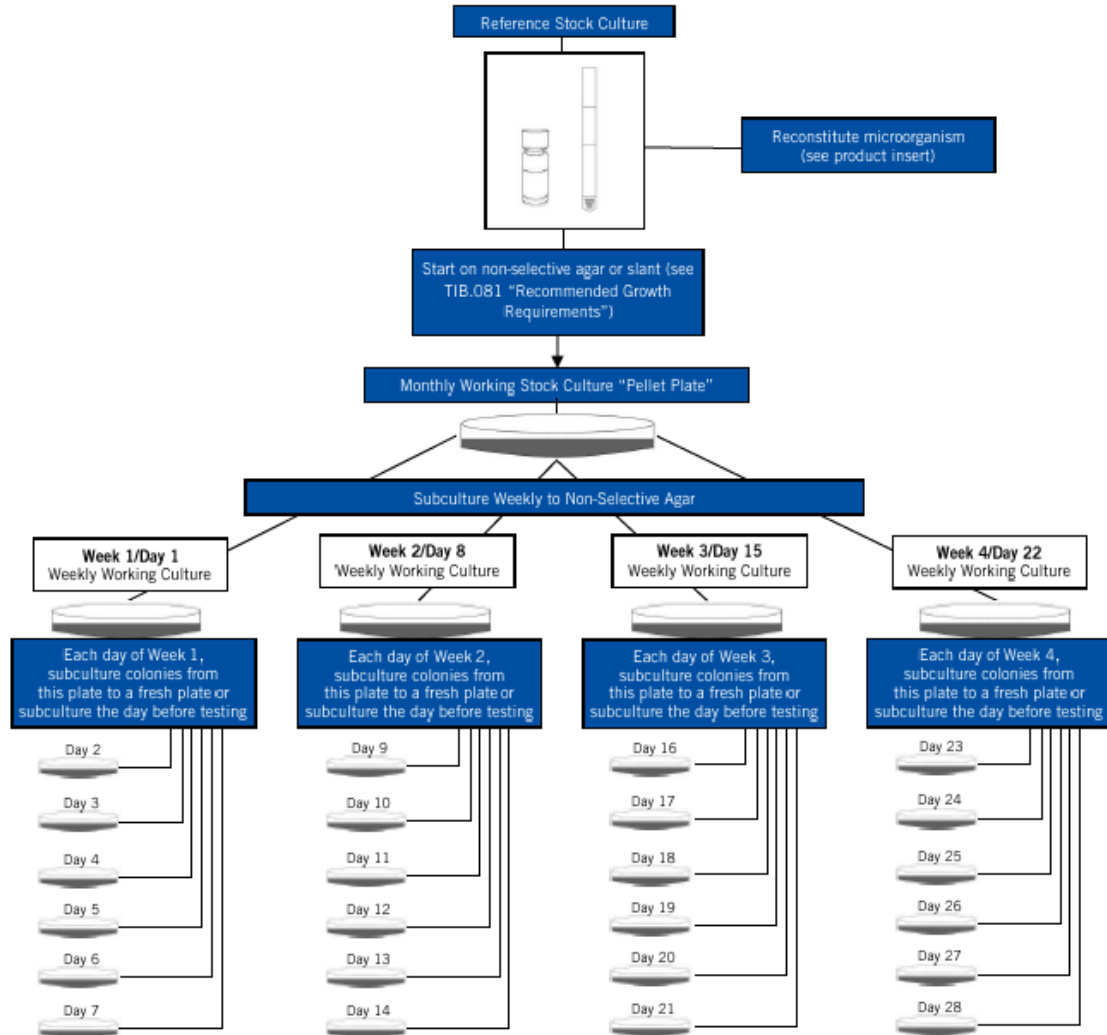 Reference Stock Culture
Reconstitute microorganism
(see product insert)
Start on non-selective agar or slant (see
TIB.081 “Recommended Growth
Requirements”)
Monthly Working Stock Culture “Pellet Plate”
Subculture Weekly to Non-Selective Agar
Week 1/Day 1
Weekly Working Culture
Each day of Week 1,
subculture colonies from
this plate to a fresh plate or
subculture the day before testing
Day 2
Day 3
Day 4
Day 5
Day 6
Day 7
Week 2/Day 8
Weekly Working Culture
Each day of Week 2,
subculture colonies from
this plate to a fresh plate or
subculture the day before testing
Day 9
Day 10
Day 11
Day 12
Day 13
Day 14
Week 3/Day 15
Weekly Working Culture
Each day of Week 3,
subculture colonies from
this plate to a fresh plate or
subculture the day before testing
Day 16
Day 17
Day 18
Day 19
Day 20
Day 21
Week 4/Day 22
Weekly Working Culture
Each day of Week 4,
subculture colonies from
this plate to a fresh plate or
subculture the day before testing
Day 23
Day 24
Day 25
Day 26
Day 27
Day 28